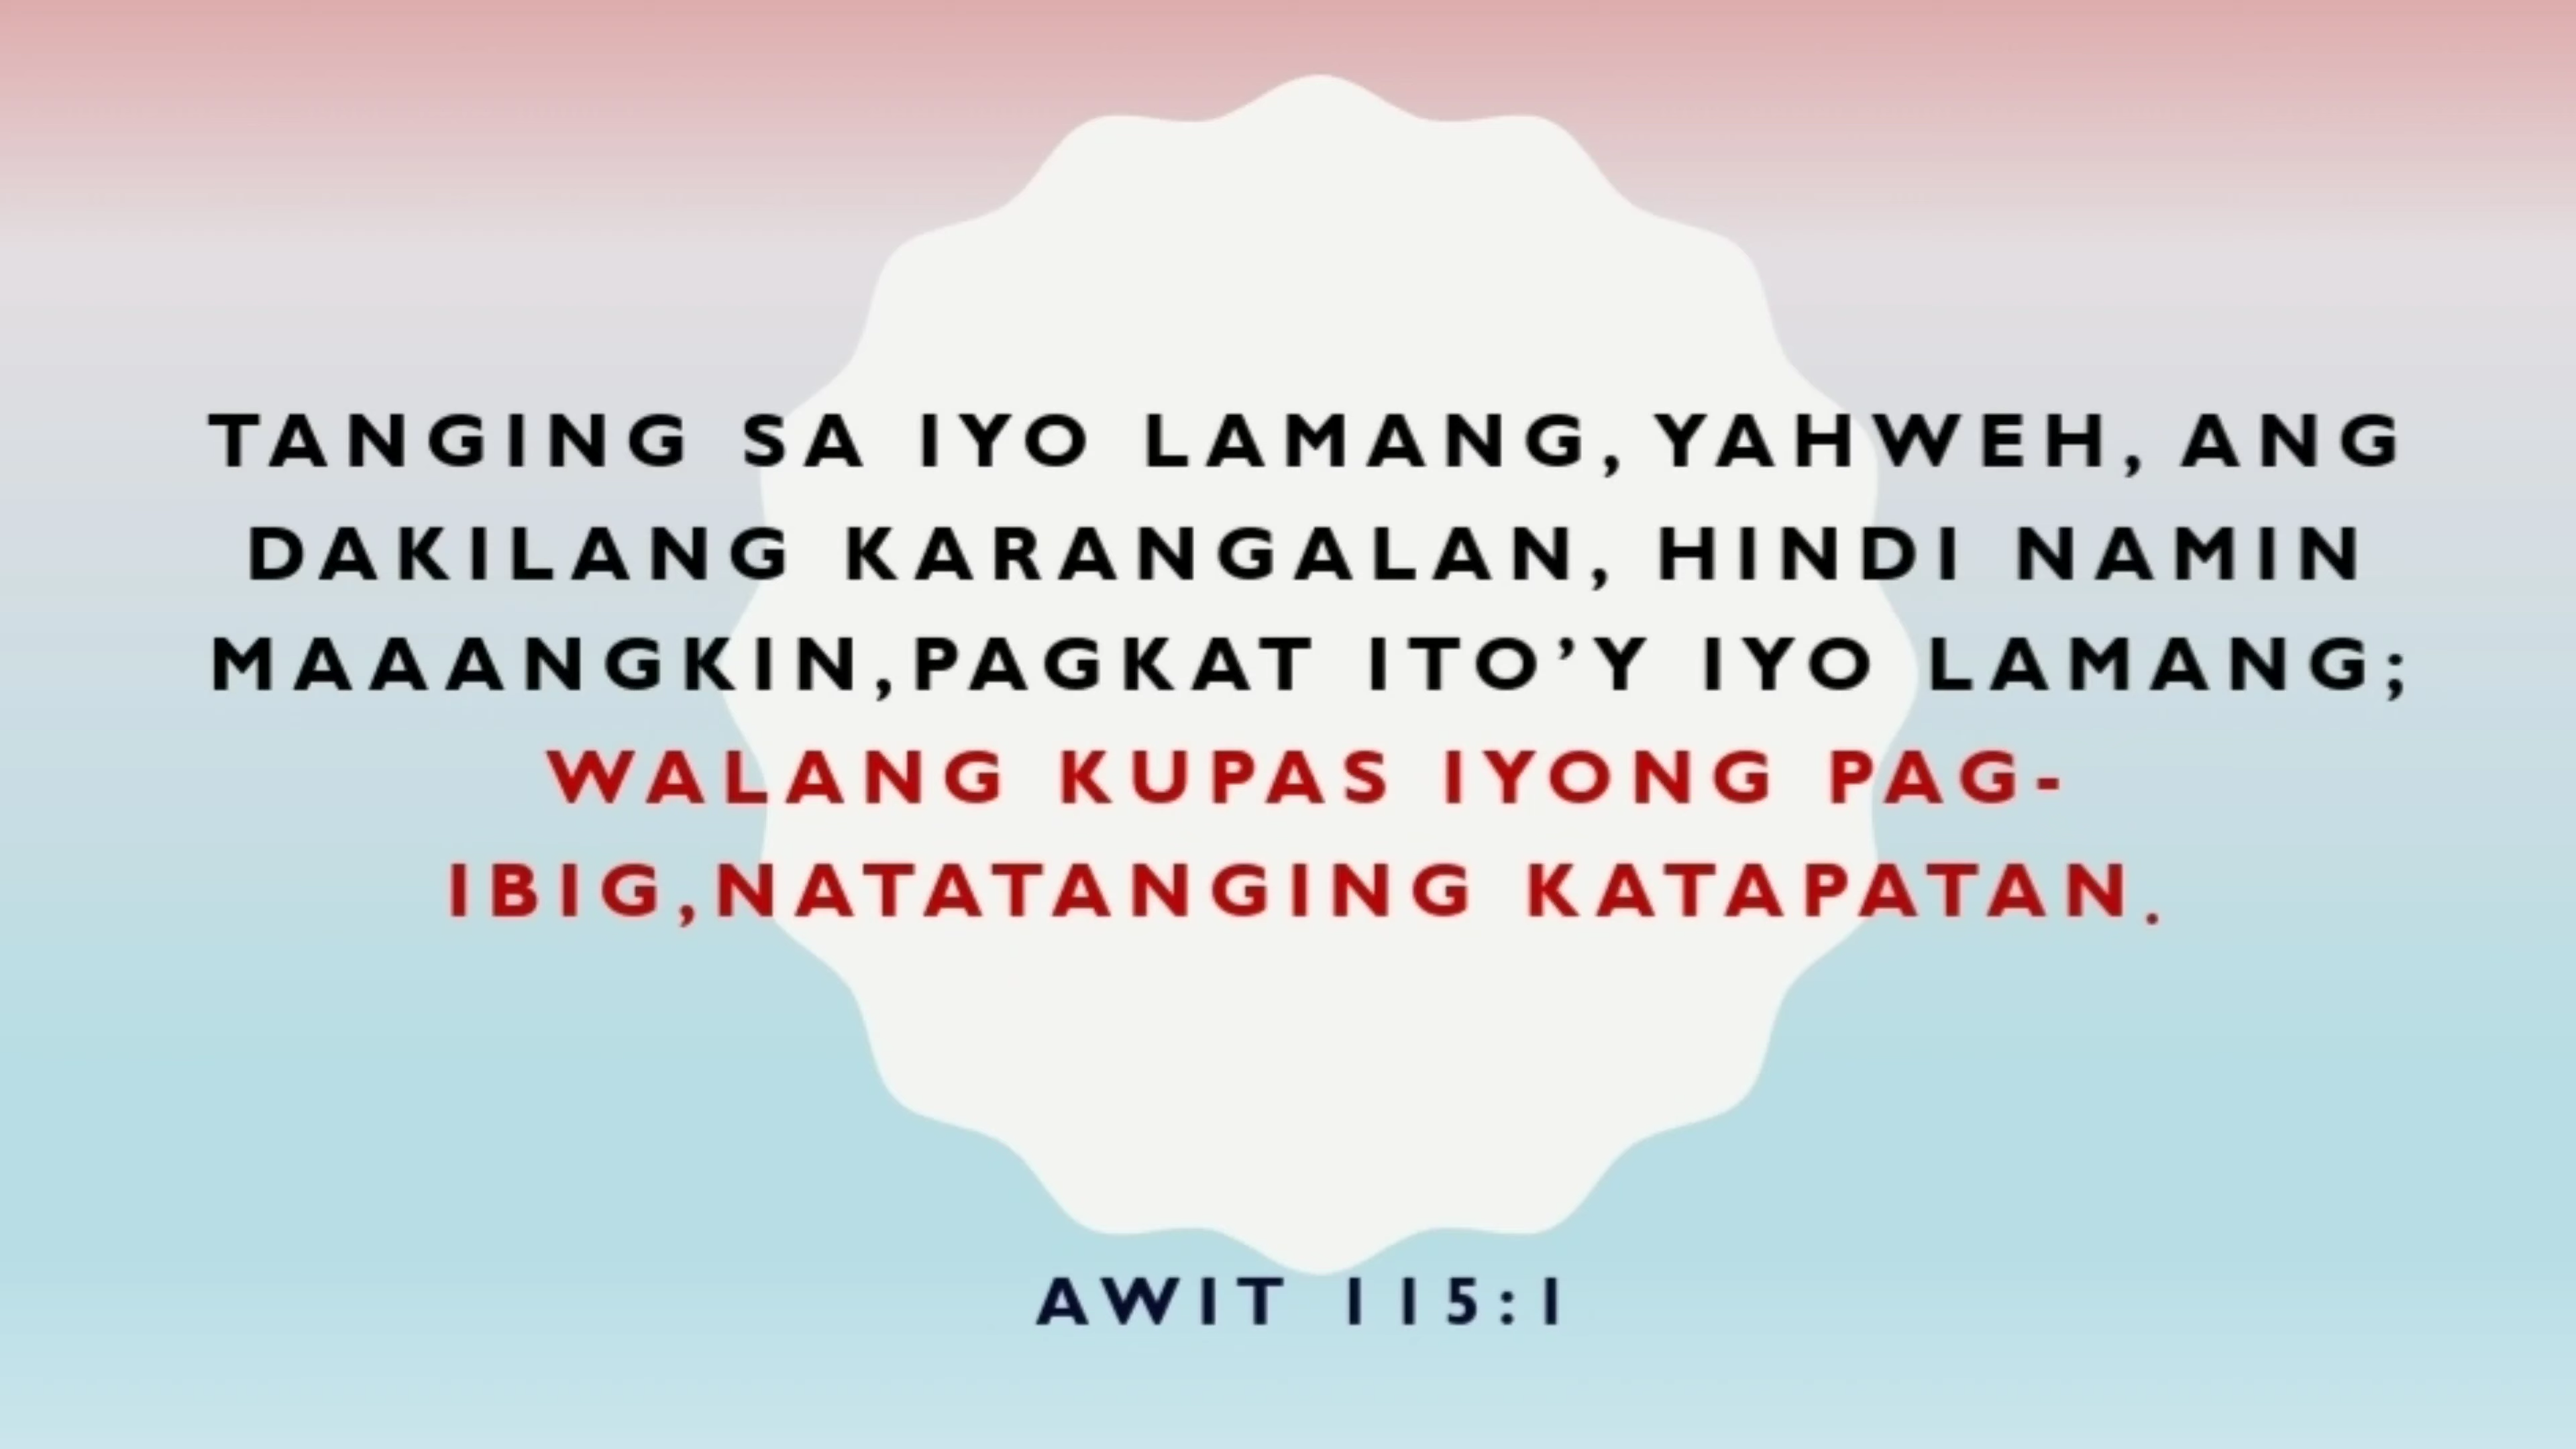 TANGING SA IYO LAMANG, YAHWEH, ANG
DAKILANG KARANGALAN, HINDI NAMIN
MAAANGKIN,PAGKAT ITO’Y IYO LAMANG;
WALANG KUPAS IYONG PAG-
IBIG,NATATANGING KATAPATAN.
AWIT 115:1